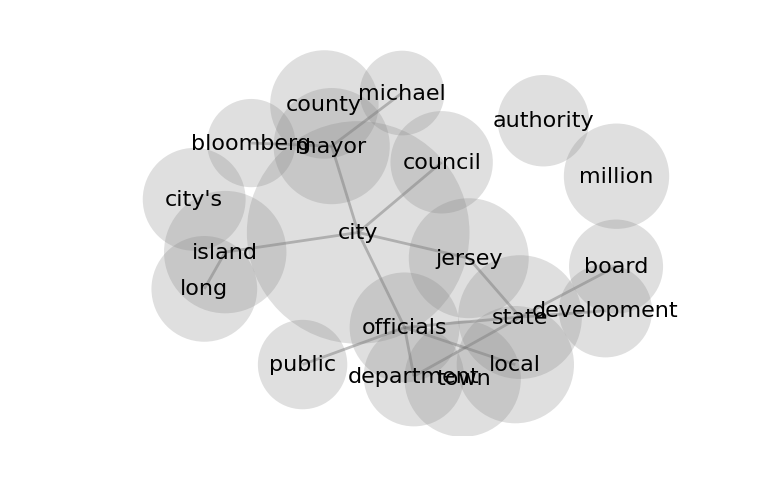 michael
county
authority
bloomberg
mayor
council
million
city's
city
island
jersey
board
long
development
state
officials
public
local
department
town